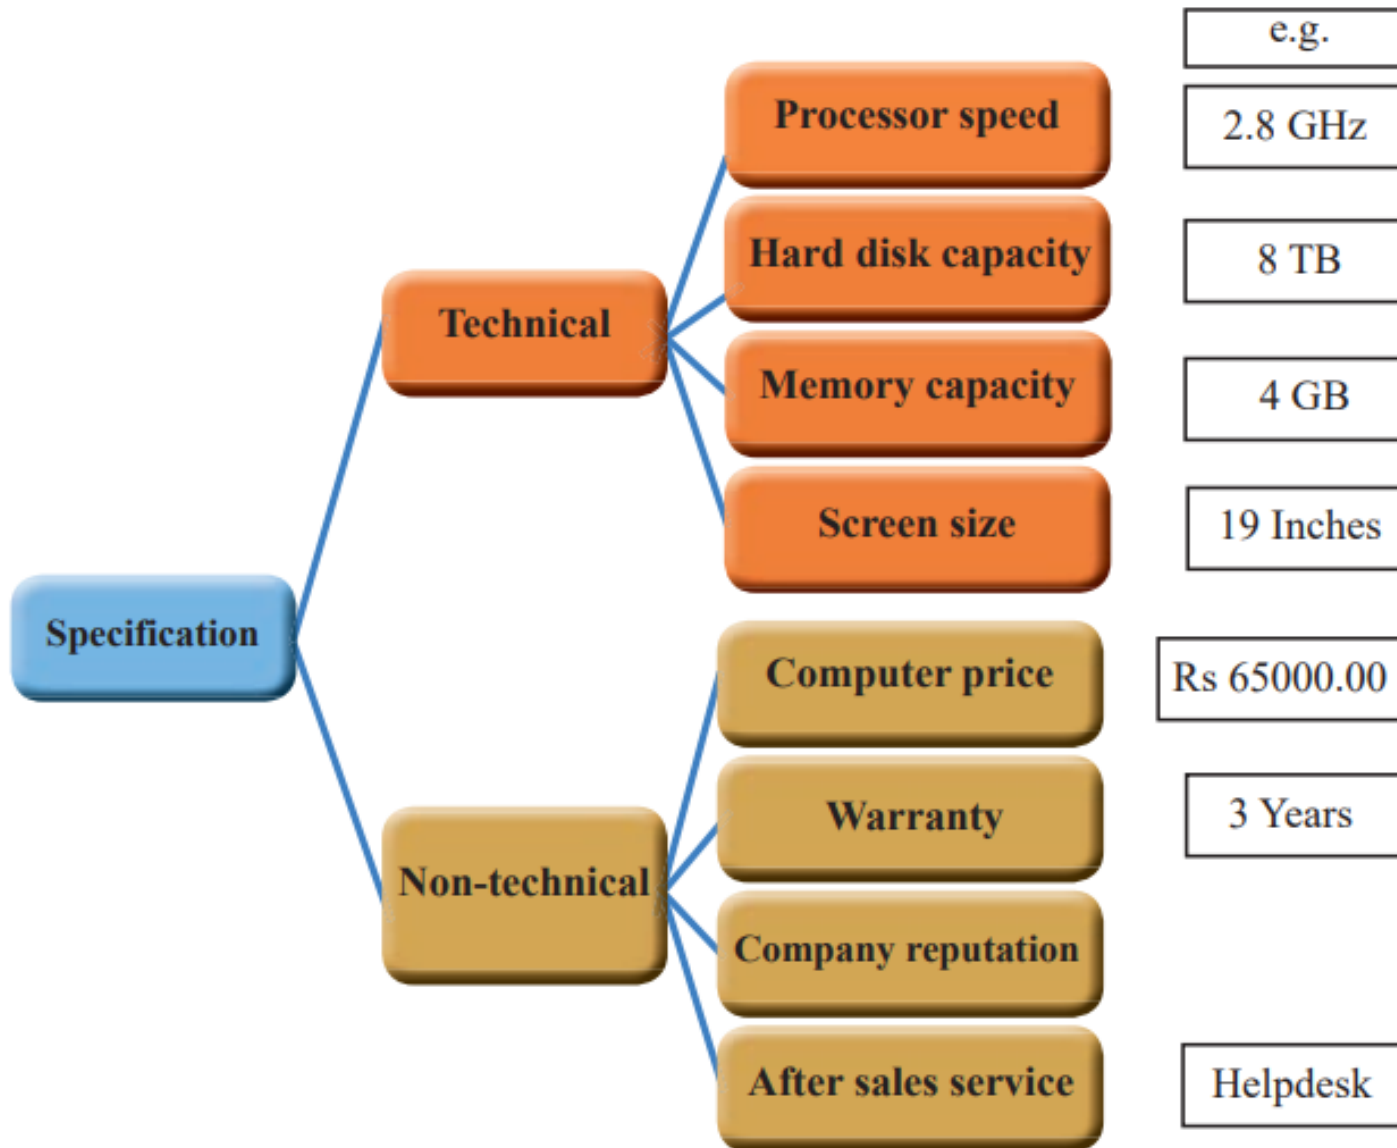 e.g.
Processor speed
2.8 GHz
Hard disk capacity
8 TB
Technical
Memory capacity
4 GB
Screen size
19 Inches
Specification
Computer price
Rs 65000.00
Warranty
3 Years
Non-technical
Company reputation
After sales service
Helpdesk